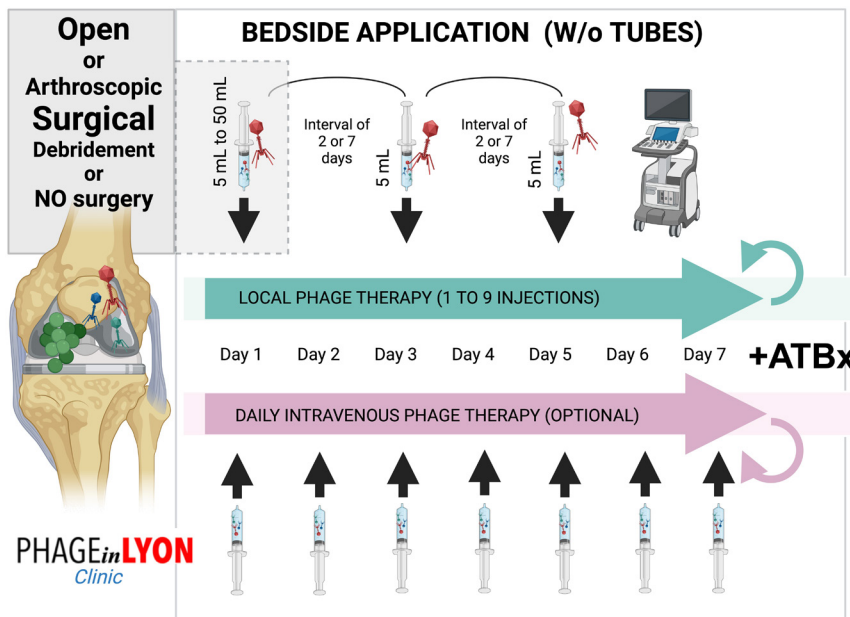 Open
or
Arthroscopic
Surgical
Debridement
or
NO surgery
BEDSIDE APPLICATION (W/o TUBES)
5 mL to 50 mL
Interval of
2 or 7
days
5 mL
Interval of
2 or 7
days
5 mL
LOCAL PHAGE THERAPY (1 TO 9 INJECTIONS)
Day 1 Day 2 Day 3 Day 4 Day 5 Day 6 Day 7 +ATBx
DAILY INTRAVENOUS PHAGE THERAPY (OPTIONAL)
PHAGEinLYON
Clinic